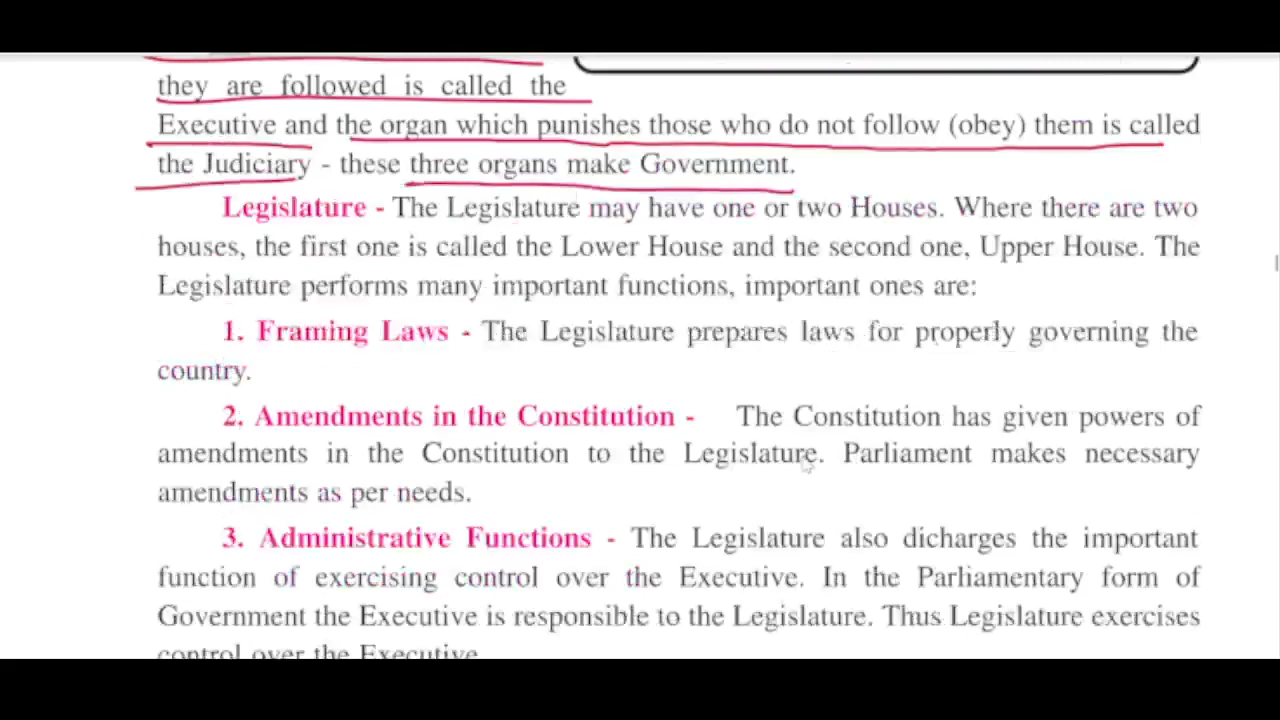 they are followed is called the
Executive and the organ which punishes those who do not follow (obey) them is called
the Judiciary - these three organs make Government.
Legislature - The Legislature may have one or two Houses. Where there are two
houses, the first one is called the Lower House and the second one, Upper House. The
Legislature performs many important functions, important ones are:
1. Framing Laws - The Legislature prepares laws for properly governing the
country.
2. Amendments in the Constitution - The Constitution has given powers of
amendments in the Constitution to the Legislature. Parliament makes necessary
amendments as per needs.
3. Administrative Functions - The Legislature also dicharges the important
function of exercising control over the Executive. In the Parliamentary form of
Government the Executive is responsible to the Legislature. Thus Legislature exercises
control over the Executive